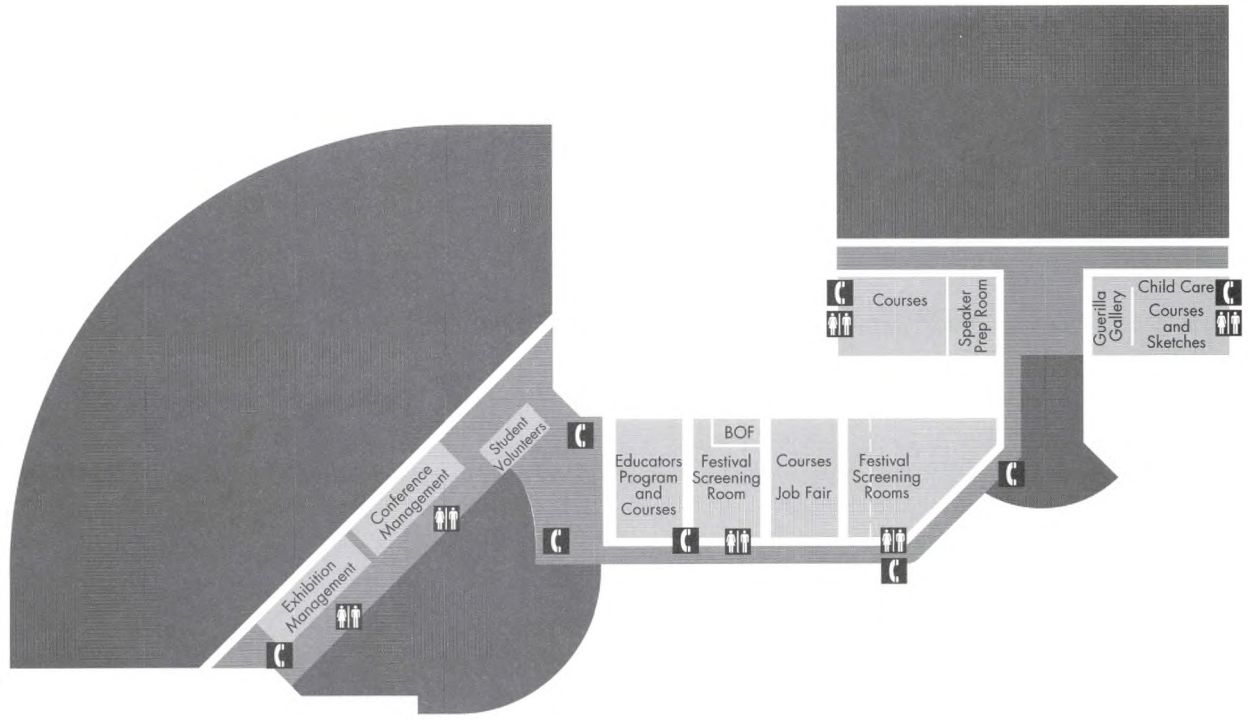 Courses
Speaker
Prep Room
Guerilla
Gallery
Child Care
Courses
and
Sketches
Student
Volunteers
Conference
Management
Exhibition
Management
Educators
Program
and
Courses
BOF
Festival
Screening
Room
Courses
Job Fair
Festival
Screening
Rooms